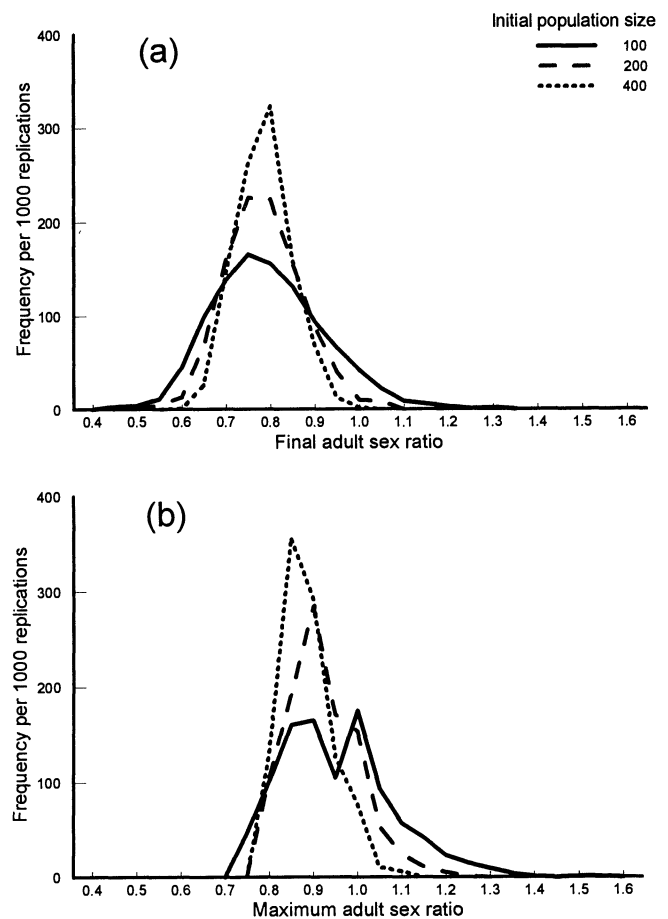 Initial population size
100
200
400
(a)
400
300
200
100
0
Frequency per 1000 replications
0.4 0.5 0.6 0.7 0.8 0.9 1.0 1.1 1.2 1.3 1.4 1.5 1.6
Final adult sex ratio
(b)
400
300
200
100
0
Frequency per 1000 replications
0.4 0.5 0.6 0.7 0.8 0.9 1.0 1.1 1.2 1.3 1.4 1.5 1.6
Maximum adult sex ratio